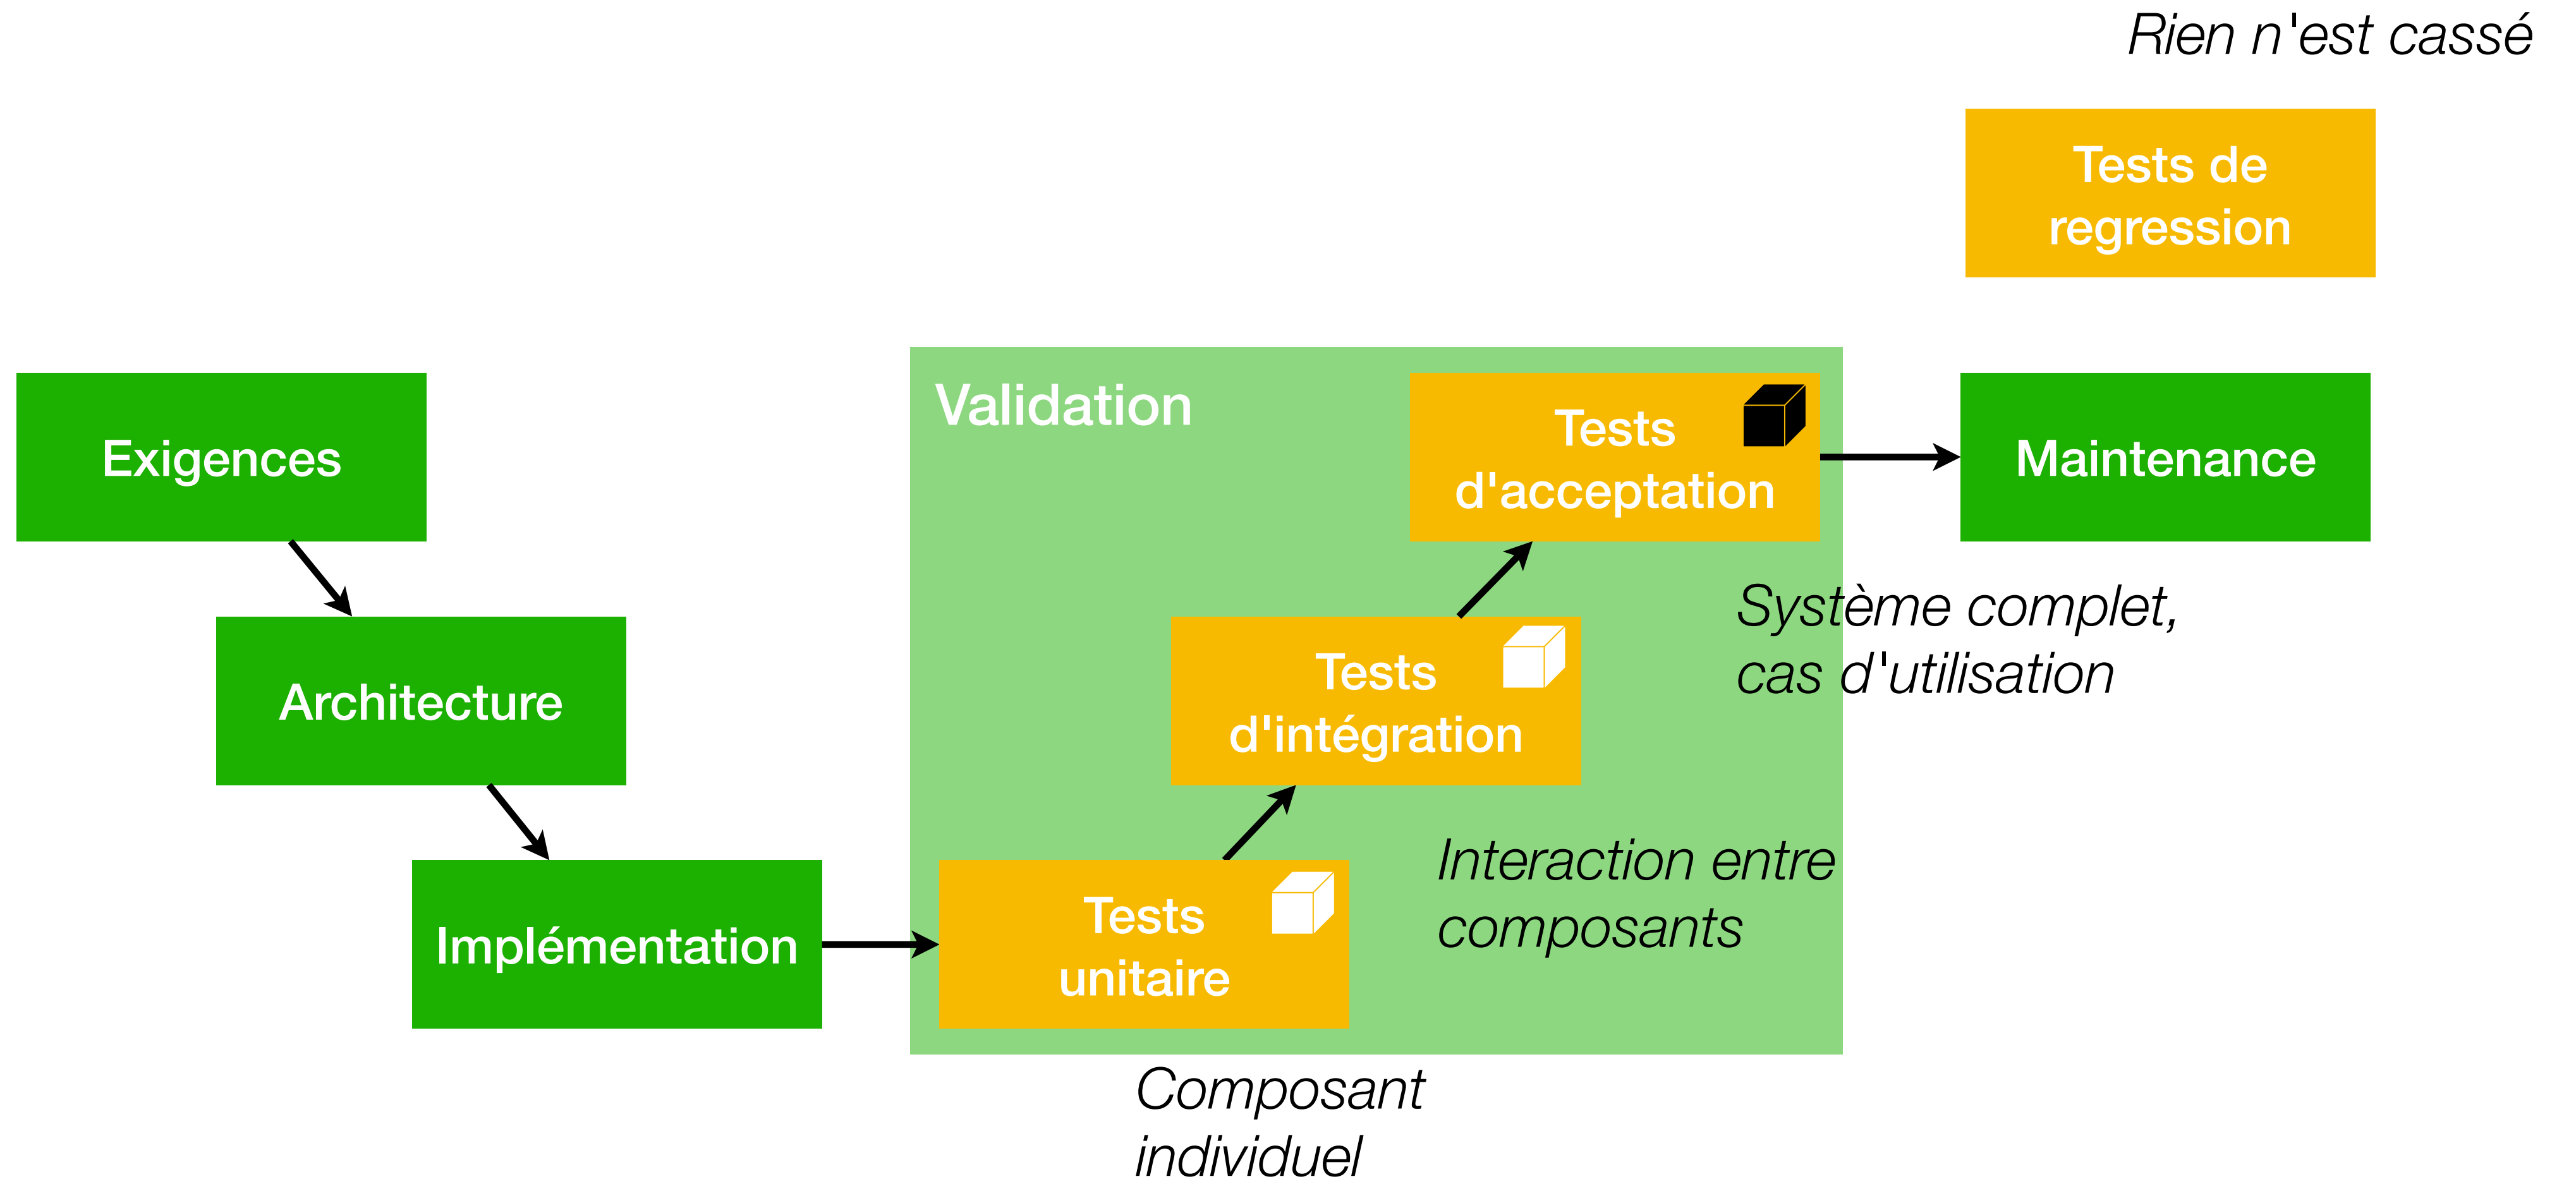 Rien n'est cassé
Tests de
regression
Validation
Exigences
Tests
d'acceptation
Maintenance
Système complet,
cas d'utilisation
Architecture
Tests
d'intégration
Interaction entre
composants
Implémentation
Tests
unitaire
Composant
individuel